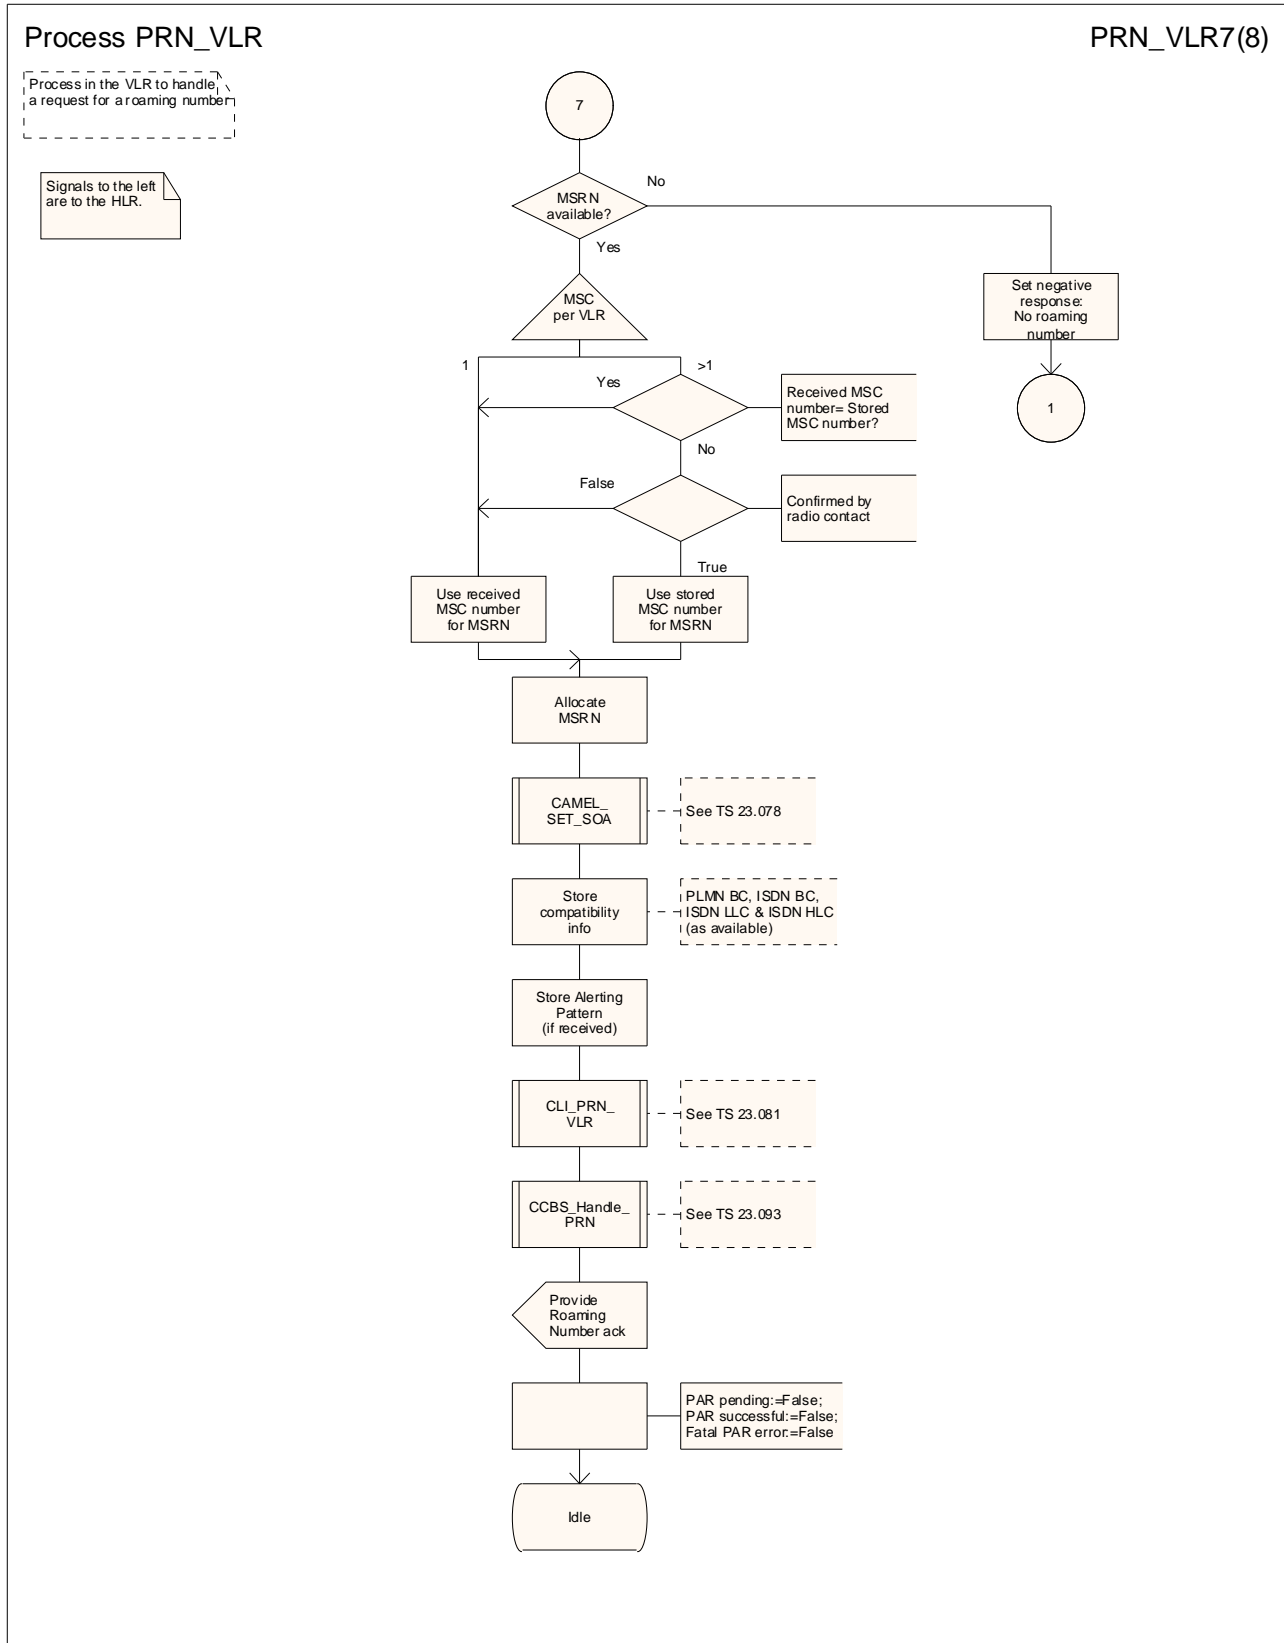 Process PRN_VLR
PRN_VLR7(8)
Process in the VLR to handle
a request for a roaming number
Signals to the left
are to the HLR.
7
MSRN
available?
No
Yes
MSC
per VLR
Set negative
response:
No roaming
number
1
>1
Yes
Received MSC
number= Stored
MSC number?
1
No
False
Confirmed by
radio contact
True
Use received
MSC number
for MSRN
Use stored
MSC number
for MSRN
Allocate
MSRN
CAMEL_
SET_SOA
See TS 23.078
Store
compatibility
info
PLMN BC, ISDN BC,
ISDN LLC & ISDN HLC
(as available)
Store Alerting
Pattern
(if received)
CLI_PRN_
VLR
See TS 23.081
CCBS_Handle_
PRN
See TS 23.093
Provide
Roaming
Number ack
PAR pending:=False;
PAR successful:=False;
Fatal PAR error:=False
Idle